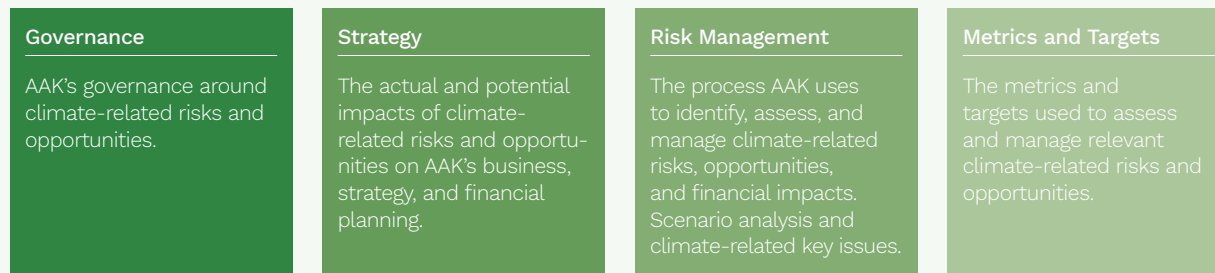 Governance
AAK's governance around
climate-related risks and
opportunities.
Strategy
The actual and potential
impacts of climate-
related risks and opportu-
nities on AAK's business,
strategy, and financial
planning.
Risk Management
The process AAK uses
to identify, assess, and
manage climate-related
risks, opportunities,
and financial impacts.
Scenario analysis and
climate-related key issues.
Metrics and Targets
The metrics and
targets used to assess
and manage relevant
climate-related risks and
opportunities.